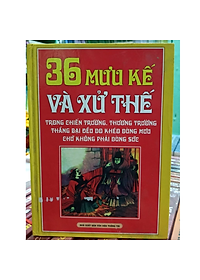 36 MƯU KẾ
VÀ XỬ THẾ
TRONG CHIẾN TRƯỜNG, THƯƠNG TRƯỜNG
THẮNG BẠI ĐỀU DO KHÉO DÙNG MƯU
CHỨ KHÔNG PHẢI DÙNG SỨC